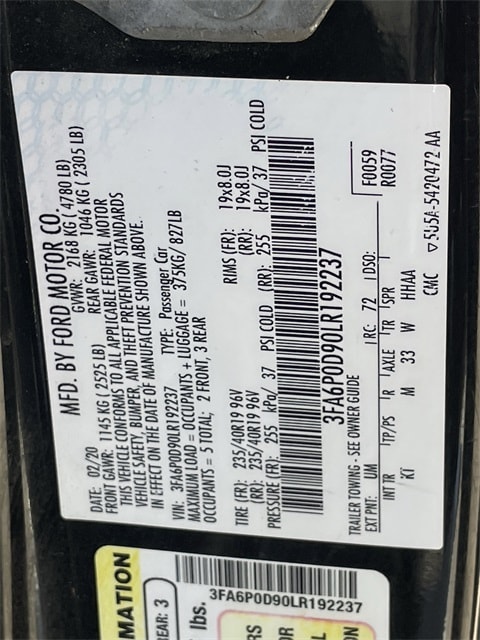 MFD. BY FORD MOTOR CO.
DATE: 02/20 GVWR: 2168 KG ( 4780 LB)
FRONT GAWR: 1145 KG ( 2525 LB) REAR GAWR: 1046 KG ( 2305 LB)
THIS VEHICLE CONFORMS TO ALL APPLICABLE FEDERAL MOTOR
VEHICLE SAFETY, BUMPER, AND THEFT PREVENTION STANDARDS
IN EFFECT ON THE DATE OF MANUFACTURE SHOWN ABOVE.
VIN: 3FA6P0D90LR192237 TYPE: Passenger Car
MAXIMUM LOAD = OCCUPANTS + LUGGAGE = 375KG/ 827LB
OCCUPANTS = 5 TOTAL: 2 FRONT, 3 REAR
TIRE (FR): 235/40R19 96V RIMS (FR): 19x8.0J
(RR): 235/40R19 96V (RR): 19x8.0J
PRESSURE (FR): 255 kPa/ 37 PSI COLD (RR): 255 kPa/ 37 PSI COLD
3FA6P0D90LR192237
TRAILER TOWING - SEE OWNER GUIDE F0059
EXT PNT: UM RC: 72 DSO: R0077
INT TR TP/PS R AXLE TR SPR
KT M 33 W HHAA
CMC ▽5U5A-5420472 AA
MATION
REAR: 3
lbs.
3FA6P0D90LR192237